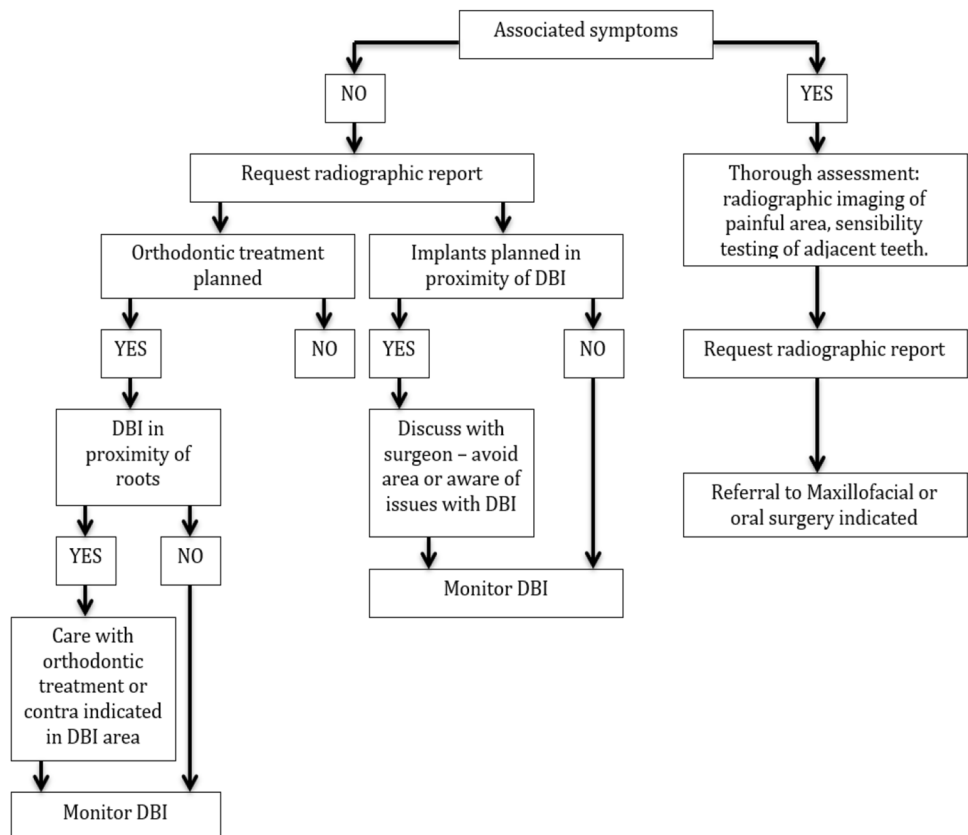 Associated symptoms
NO
YES
Request radiographic report
Thorough assessment:
radiographic imaging of
painful area, sensibility
testing of adjacent teeth.
Orthodontic treatment
planned
Implants planned in
proximity of DBI
YES
NO
YES
NO
Request radiographic report
DBI in
proximity of
roots
Discuss with
surgeon – avoid
area or aware of
issues with DBI
Referral to Maxillofacial or
oral surgery indicated
YES
NO
Monitor DBI
Care with
orthodontic
treatment or
contra indicated
in DBI area
Monitor DBI